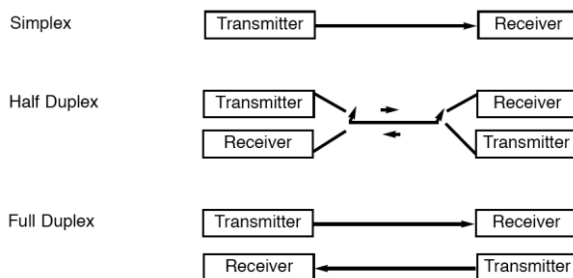 Simplex Transmitter Receiver
Half Duplex Transmitter Receiver
Receiver Transmitter
Full Duplex Transmitter Receiver
Receiver Transmitter